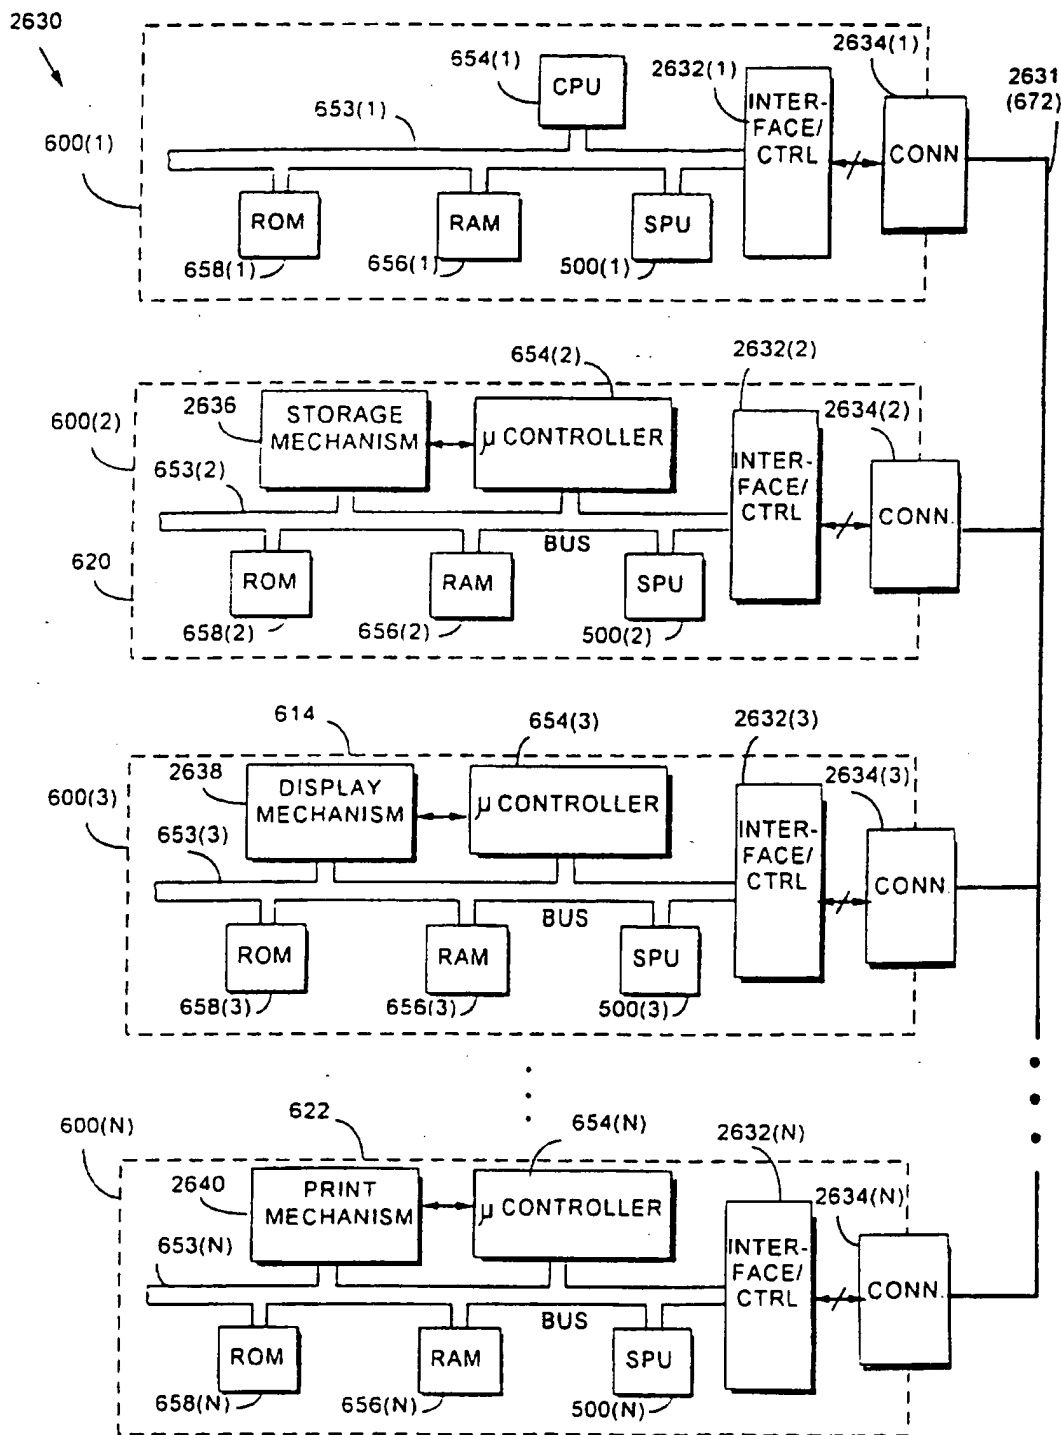 2630
654(1)
2632(1)
2634(1)
2631
(672)
600(1)
653(1)
CPU
INTER-
FACE/
CTRL
CONN
ROM
RAM
SPU
658(1)
656(1)
500(1)
654(2)
2632(2)
2634(2)
600(2)
2636
STORAGE
MECHANISM
μ CONTROLLER
653(2)
INTER-
FACE/
CTRL
CONN.
620
BUS
ROM
RAM
SPU
658(2)
656(2)
500(2)
614
654(3)
2632(3)
2634(3)
600(3)
2638
DISPLAY
MECHANISM
μ CONTROLLER
653(3)
INTER-
FACE/
CTRL
CONN.
BUS
ROM
RAM
SPU
658(3)
656(3)
500(3)
600(N)
622
654(N)
2632(N)
2634(N)
2640
PRINT
MECHANISM
μ CONTROLLER
653(N)
INTER-
FACE/
CTRL
CONN.
BUS
ROM
RAM
SPU
658(N)
656(N)
500(N)